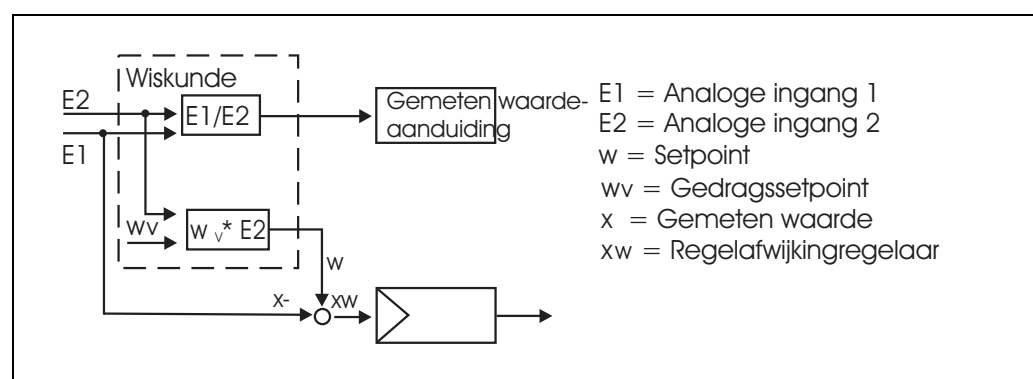 Wiskunde
E2
E1
E1/E2
Gemeten waarde-
aanduiding
wv
w v* E2
w
x-
xw
E1 = Analoge ingang 1
E2 = Analoge ingang 2
w = Setpoint
wv = Gedragssetpoint
x = Gemeten waarde
xw = Regelafwijkingregelaar